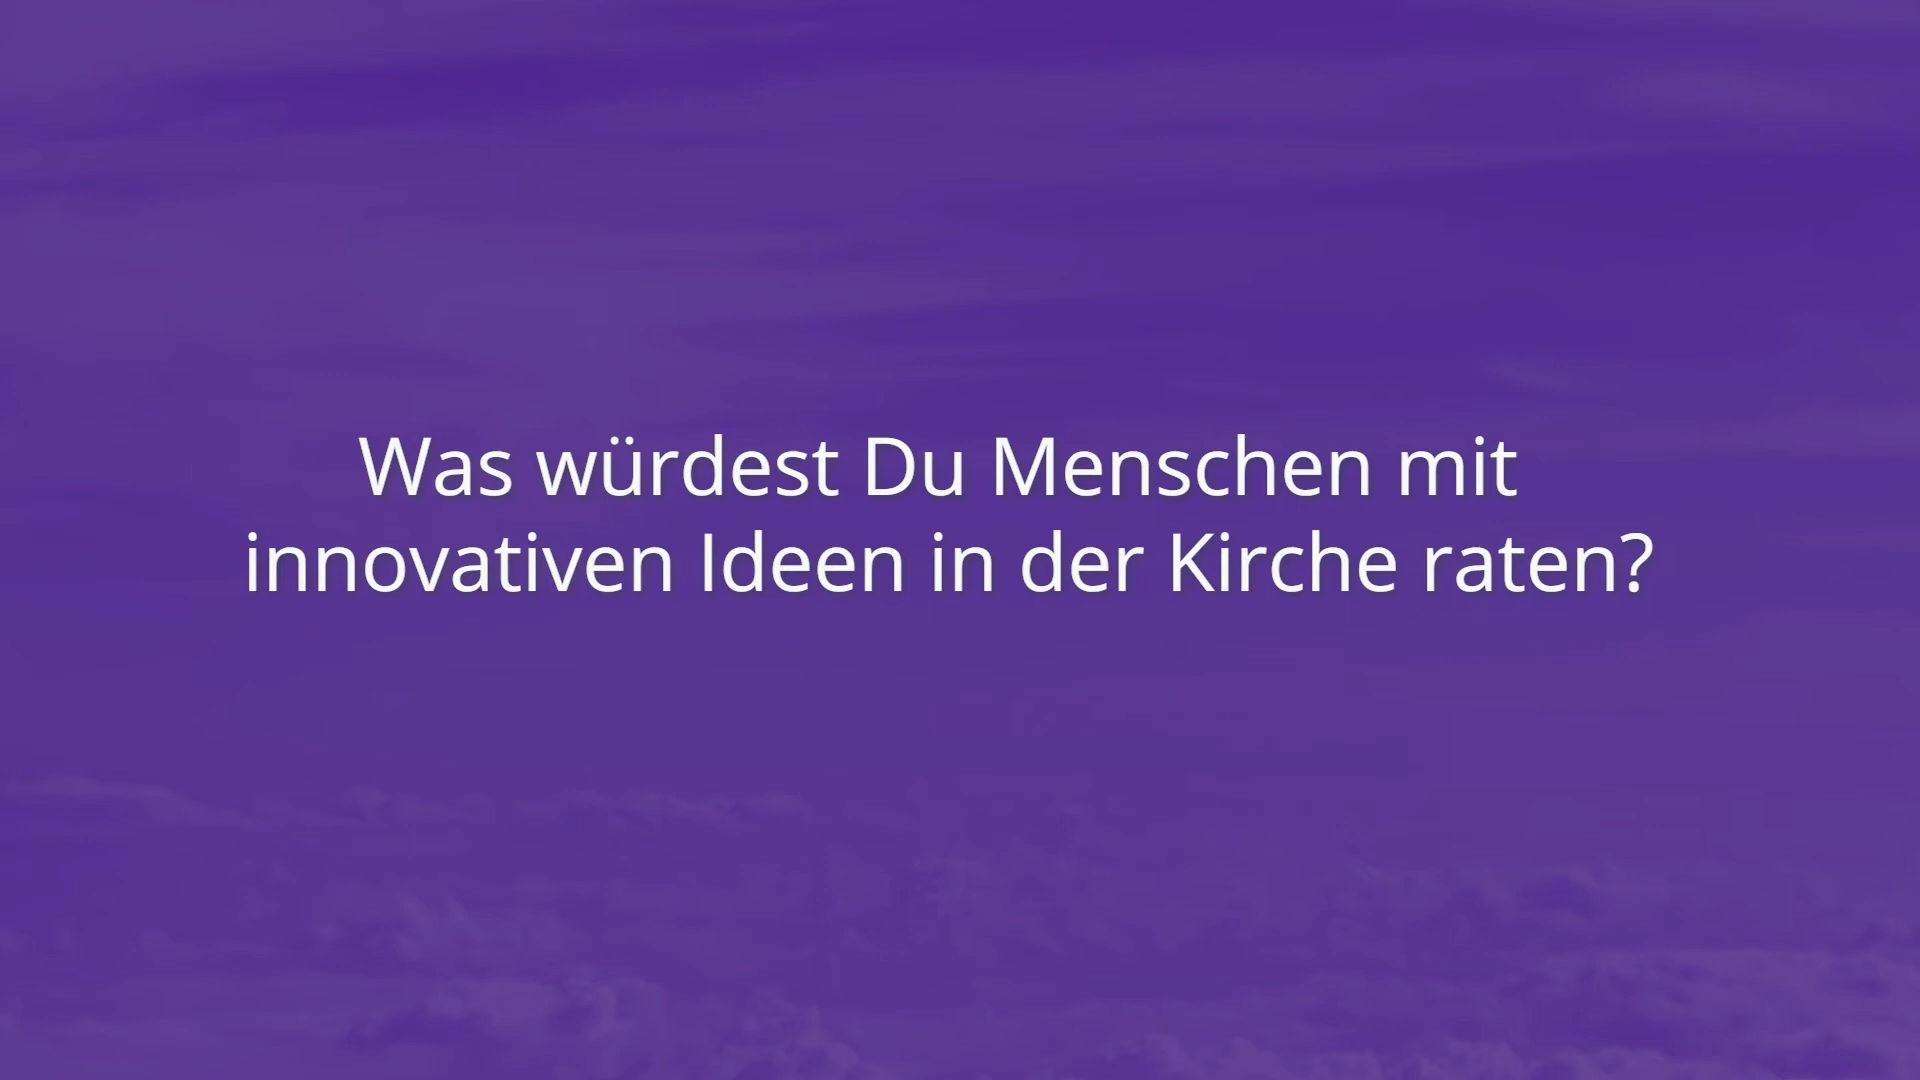 Was würdest Du Menschen mit
innovativen Ideen in der Kirche raten?